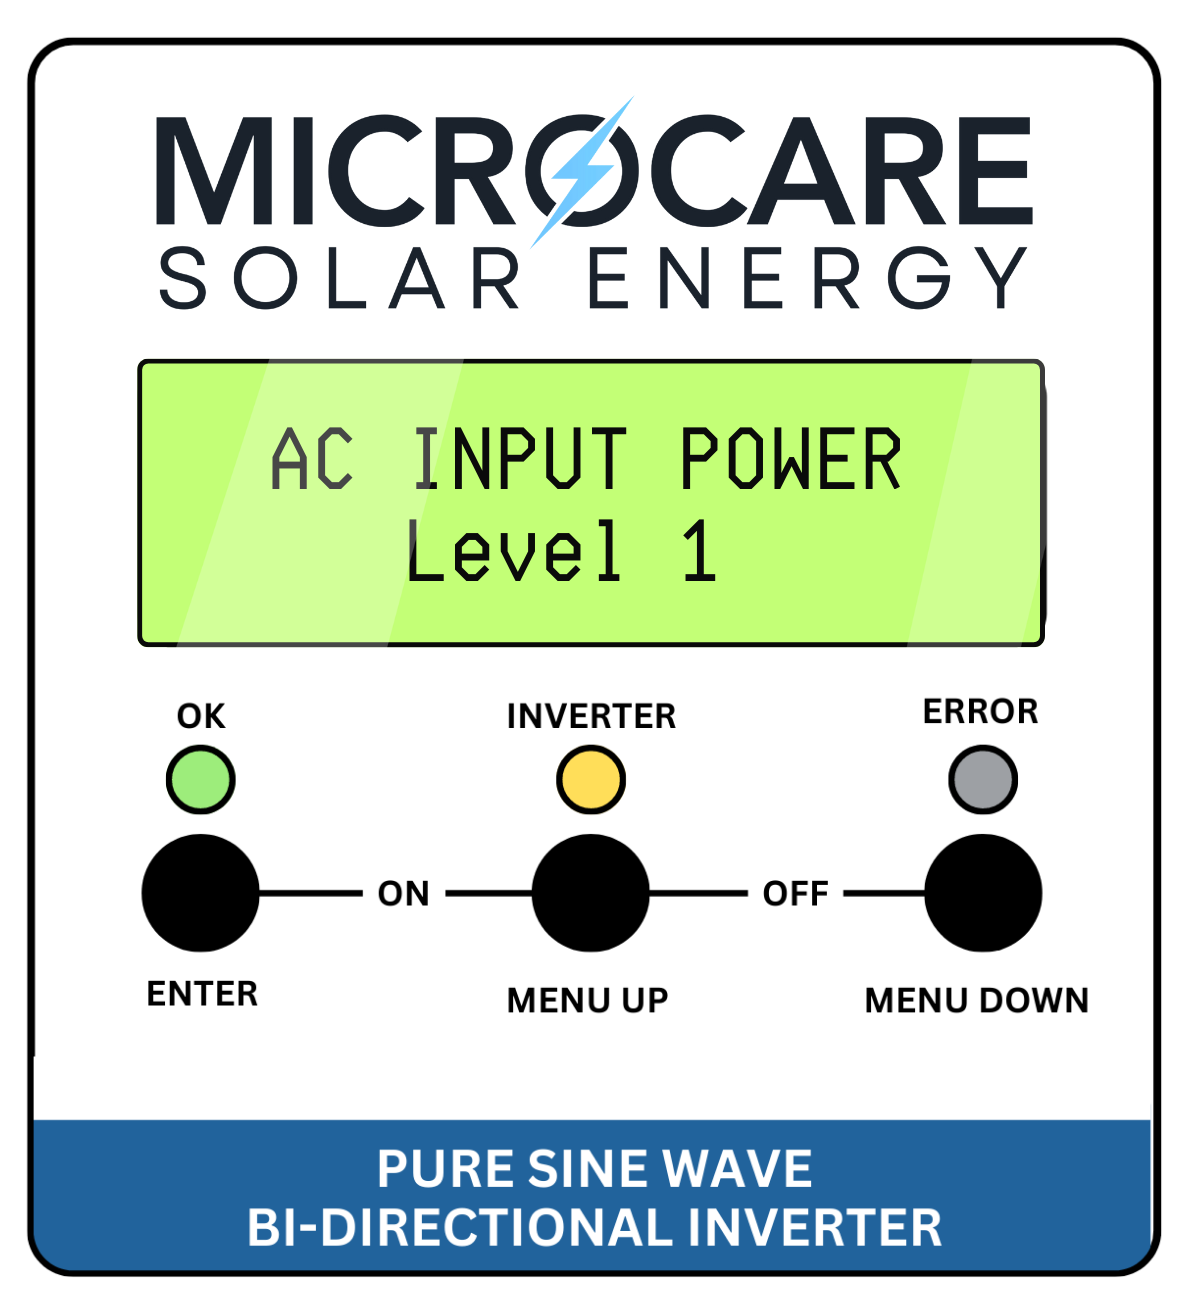 MICROCARE
SOLAR ENERGY
AC INPUT POWER
Level 1
OK INVERTER ERROR
ON OFF
ENTER MENU UP MENU DOWN
PURE SINE WAVE
BI-DIRECTIONAL INVERTER